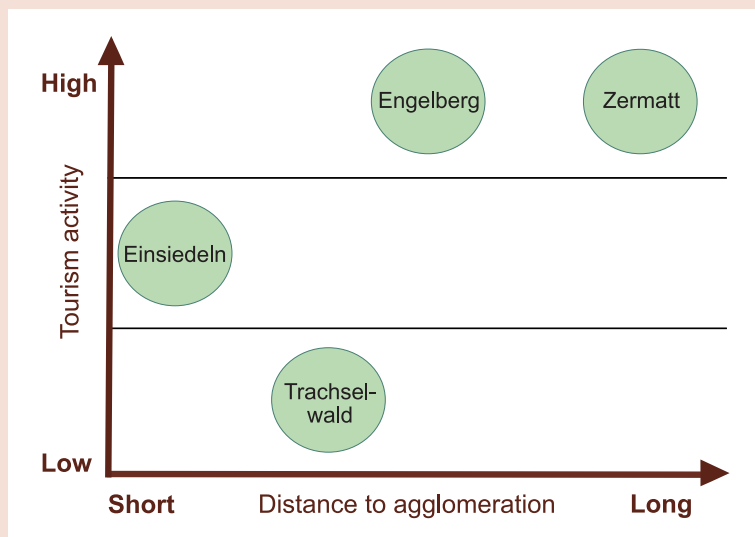 High
Engelberg
Zermatt
Tourism activity
Einsiedeln
Trachsel-
wald
Low
Short
Distance to agglomeration
Long